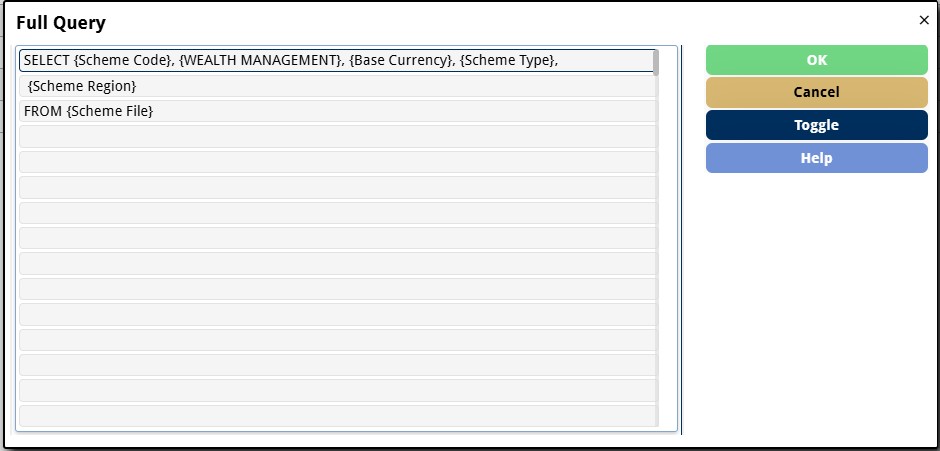 Full Query
×
SELECT {Scheme Code}, {WEALTH MANAGEMENT}, {Base Currency}, {Scheme Type},
{Scheme Region}
FROM {Scheme File}
OK
Cancel
Toggle
Help